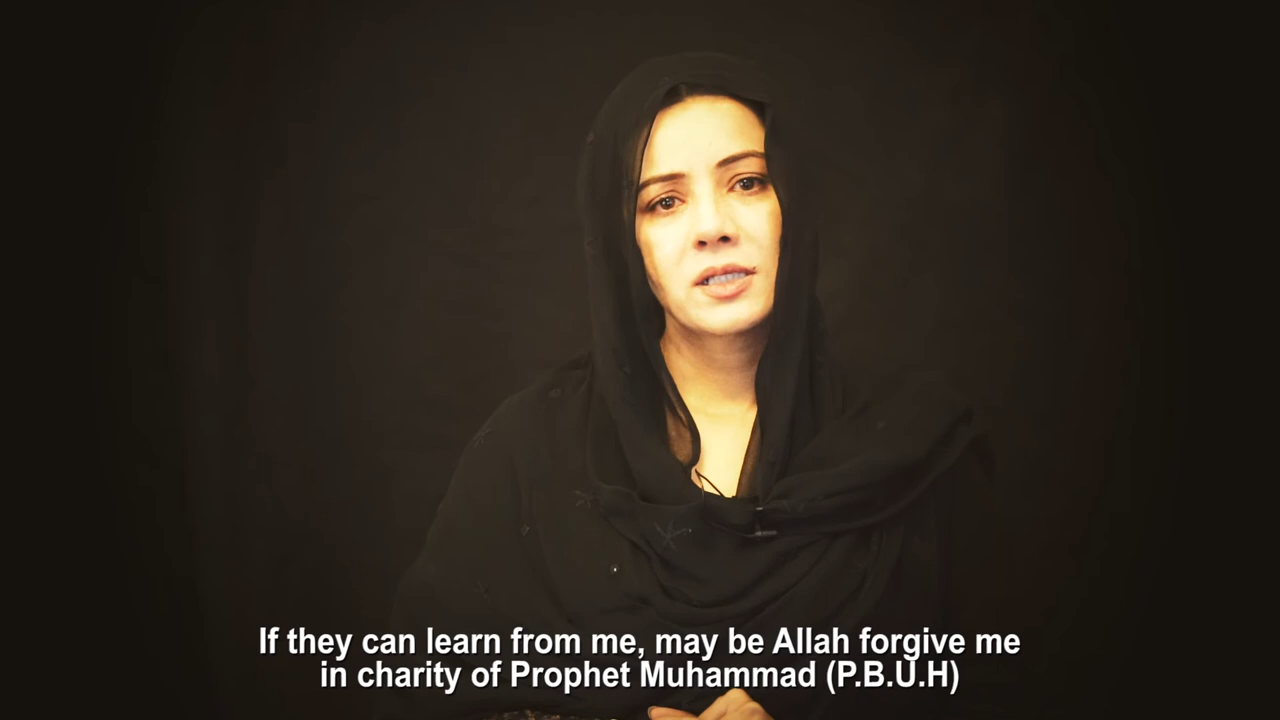 If they can learn from me, may be Allah forgive me
in charity of Prophet Muhammad (P.B.U.H)